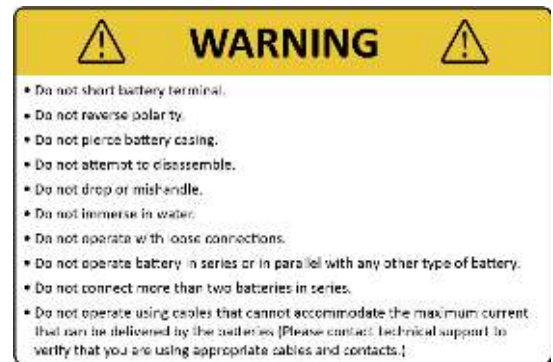 WARNING
• Do not short battery terminal.
• Do not reverse polarity.
• Do not pierce battery casing.
• Do not attempt to disassemble.
• Do not drop or mishandle.
• Do not immerse in water.
• Do not operate with loose connections.
• Do not operate battery in series or in parallel with any other type of battery.
• Do not connect more than two batteries in series.
• Do not operate using cables that cannot accommodate the maximum current
that can be delivered by the batteries (Please contact technical support to
verify that you are using appropriate cables and contacts.)